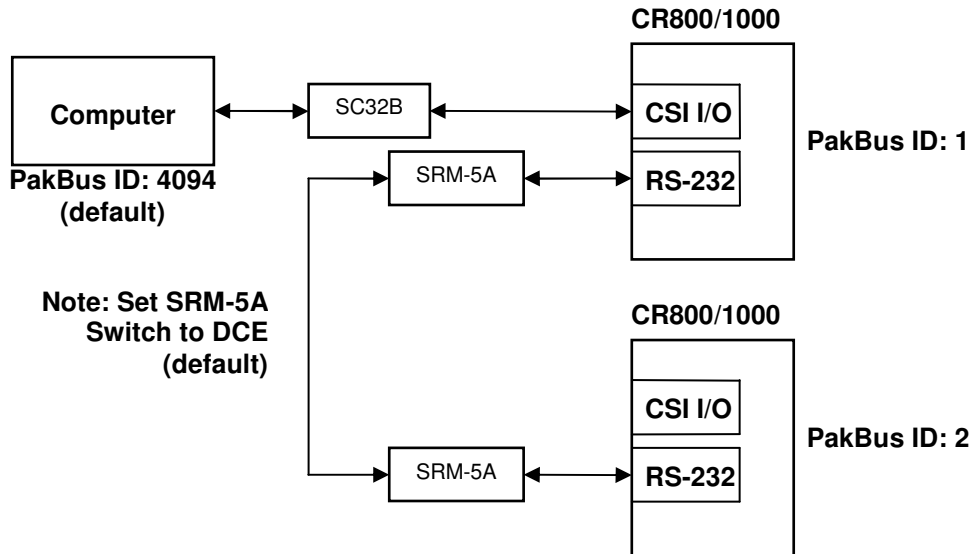 CR800/1000
Computer
SC32B
CSI I/O
PakBus ID: 1
SRM-5A
RS-232
PakBus ID: 4094
(default)
Note: Set SRM-5A
Switch to DCE
(default)
CR800/1000
CSI I/O
PakBus ID: 2
SRM-5A
RS-232